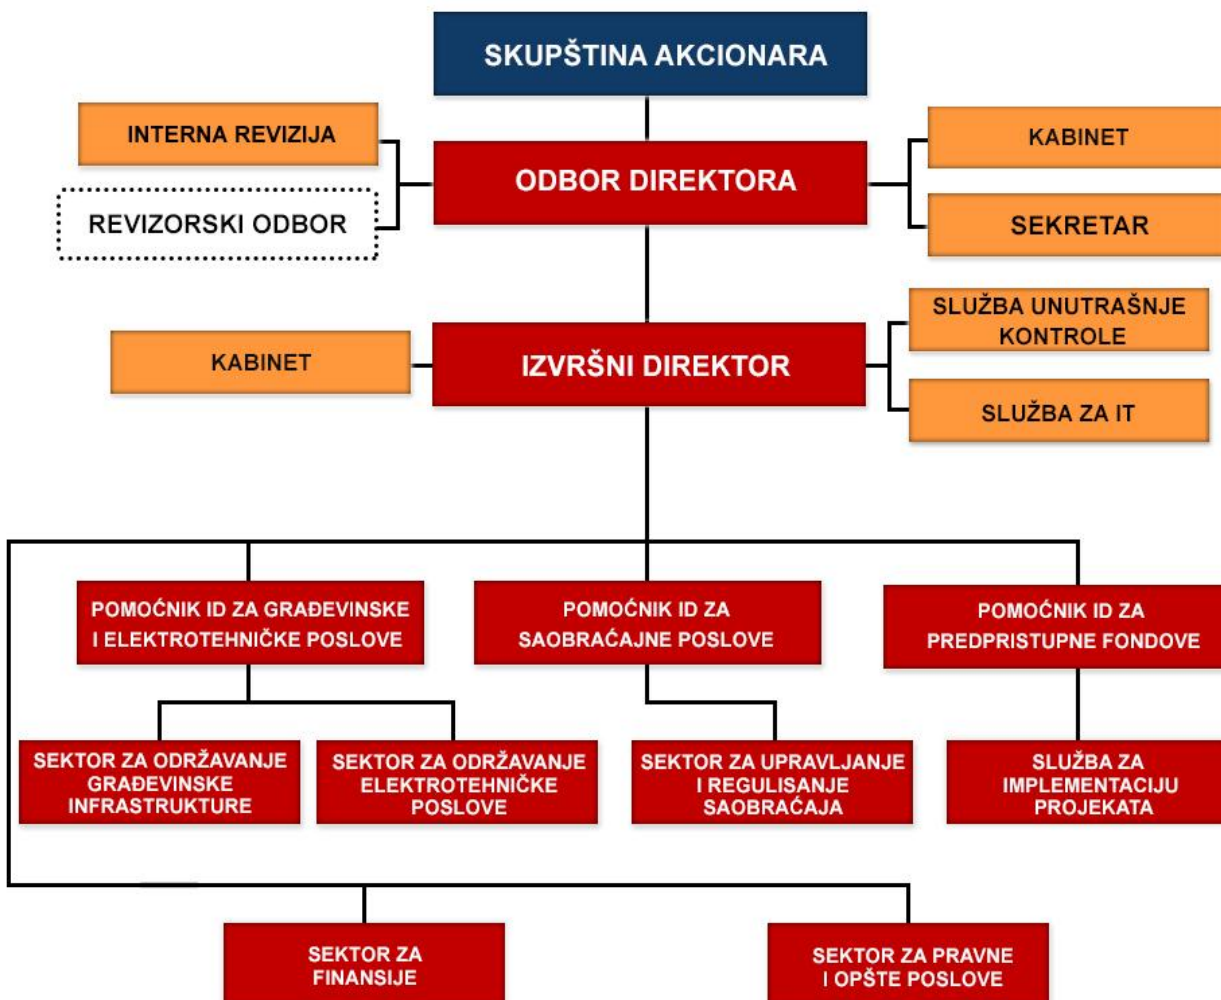 SKUPŠTINA AKCIONARA
INTERNA REVIZIJA
REVIZORSKI ODBOR
ODBOR DIREKTORA
KABINET
SEKRETAR
KABINET
IZVRŠNI DIREKTOR
SLUŽBA UNUTRAŠNJE
KONTROLE
SLUŽBA ZA IT
POMOĆNIK ID ZA GRAĐEVINSKE
I ELEKTROTEHNIČKE POSLOVE
POMOĆNIK ID ZA
SAOBRAĆAJNE POSLOVE
POMOĆNIK ID ZA
PREDPRISTUPNE FONDOVE
SEKTOR ZA ODRŽAVANJE
GRAĐEVINSKE
INFRASTRUKTURE
SEKTOR ZA ODRŽAVANJE
ELEKTROTEHNIČKE
POSLOVE
SEKTOR ZA UPRAVLJANJE
I REGULISANJE
SAOBRAĆAJA
SLUŽBA ZA
IMPLEMENTACIJU
PROJEKATA
SEKTOR ZA
FINANSIJE
SEKTOR ZA PRAVNE
I OPŠTE POSLOVE